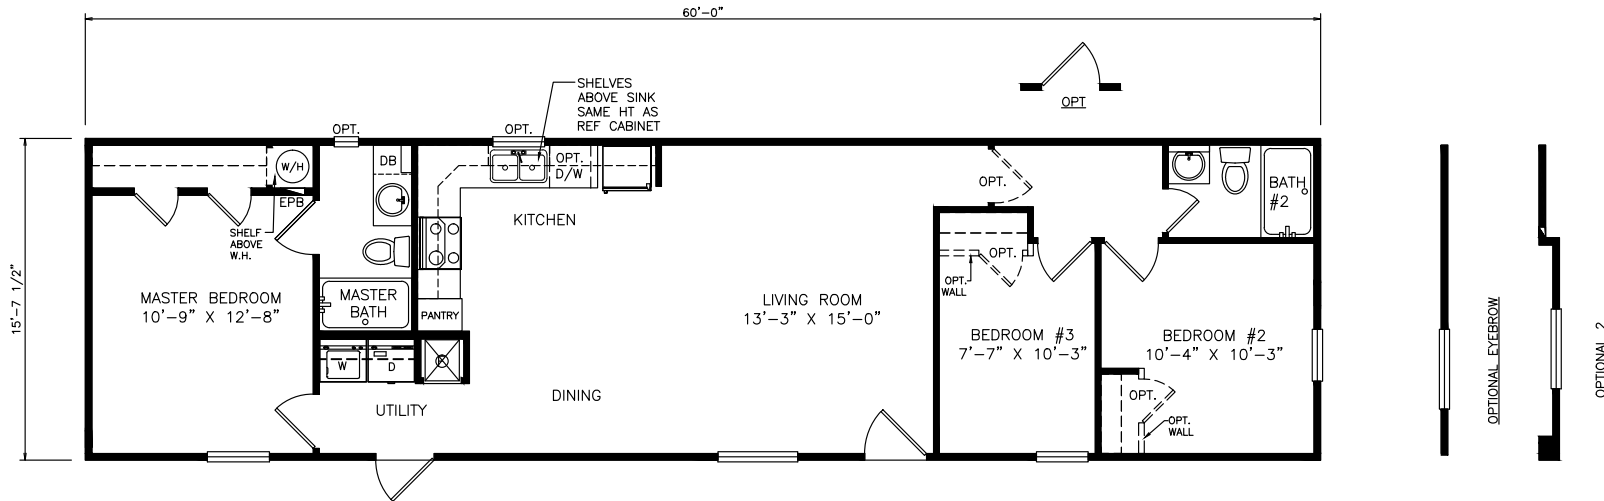 60'-0"
SHELVES
ABOVE SINK
SAME HT AS
REF CABINET
OPT
OPT.
OPT.
W/H
DB
OPT.
D/W
OPT.
BATH
#2
EPB
KITCHEN
SHELF
ABOVE
W.H.
OPT.
OPT.
WALL
15'-7 1/2"
MASTER BEDROOM
10'-9" X 12'-8"
MASTER
BATH
PANTRY
LIVING ROOM
13'-3" X 15'-0"
BEDROOM #3
7'-7" X 10'-3"
BEDROOM #2
10'-4" X 10'-3"
W
D
UTILITY
DINING
OPT.
OPT.
WALL
OPTIONAL EYEBROW
OPTIONAL 2